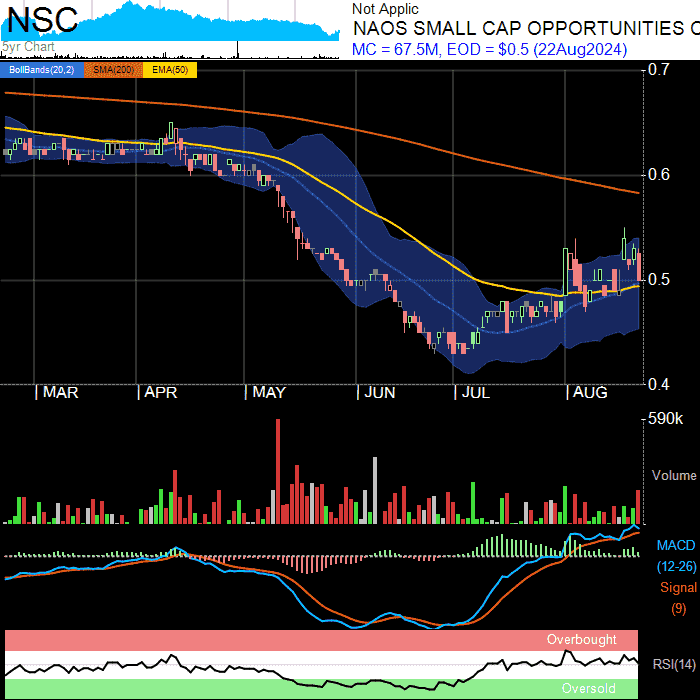 NSC
Not Applic
NAOS SMALL CAP OPPORTUNITIES C
MC = 67.5M, EOD = $0.5 (22Aug2024)
5yr Chart
BollBands(20,2) SMA(200) EMA(50)
0.7
0.6
0.5
0.4
MAR APR MAY JUN JUL AUG
590k
Volume
MACD
(12-26)
Signal
(9)
Overbought
RSI(14)
Oversold